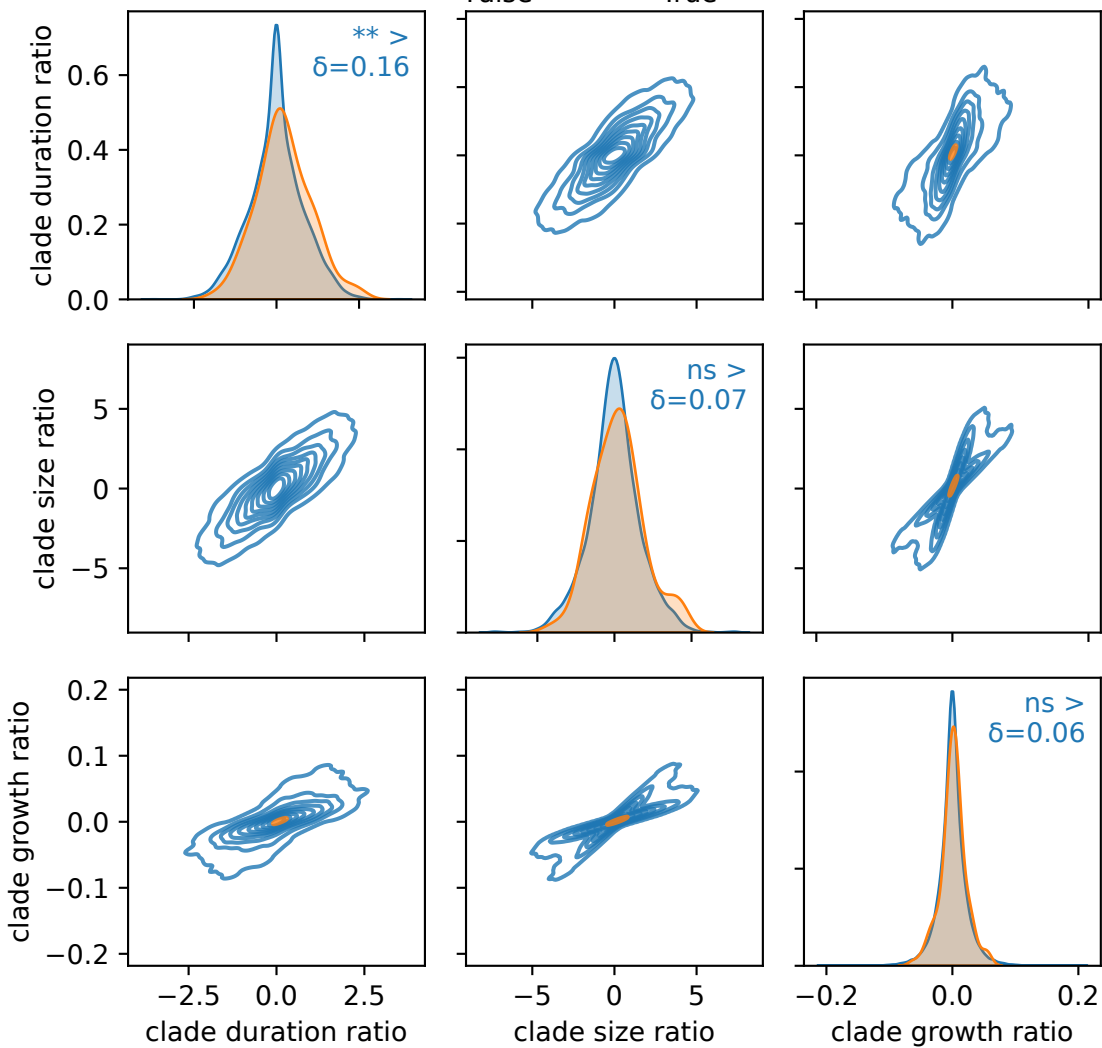 clade duration ratio
0.6
0.4
0.2
0.0
** >
δ=0.16
clade size ratio
5
0
−5
ns >
δ=0.07
clade growth ratio
0.2
0.1
0.0
−0.1
−0.2
ns >
δ=0.06
−2.5 0.0 2.5
clade duration ratio
−5 0 5
clade size ratio
−0.2 0.0 0.2
clade growth ratio